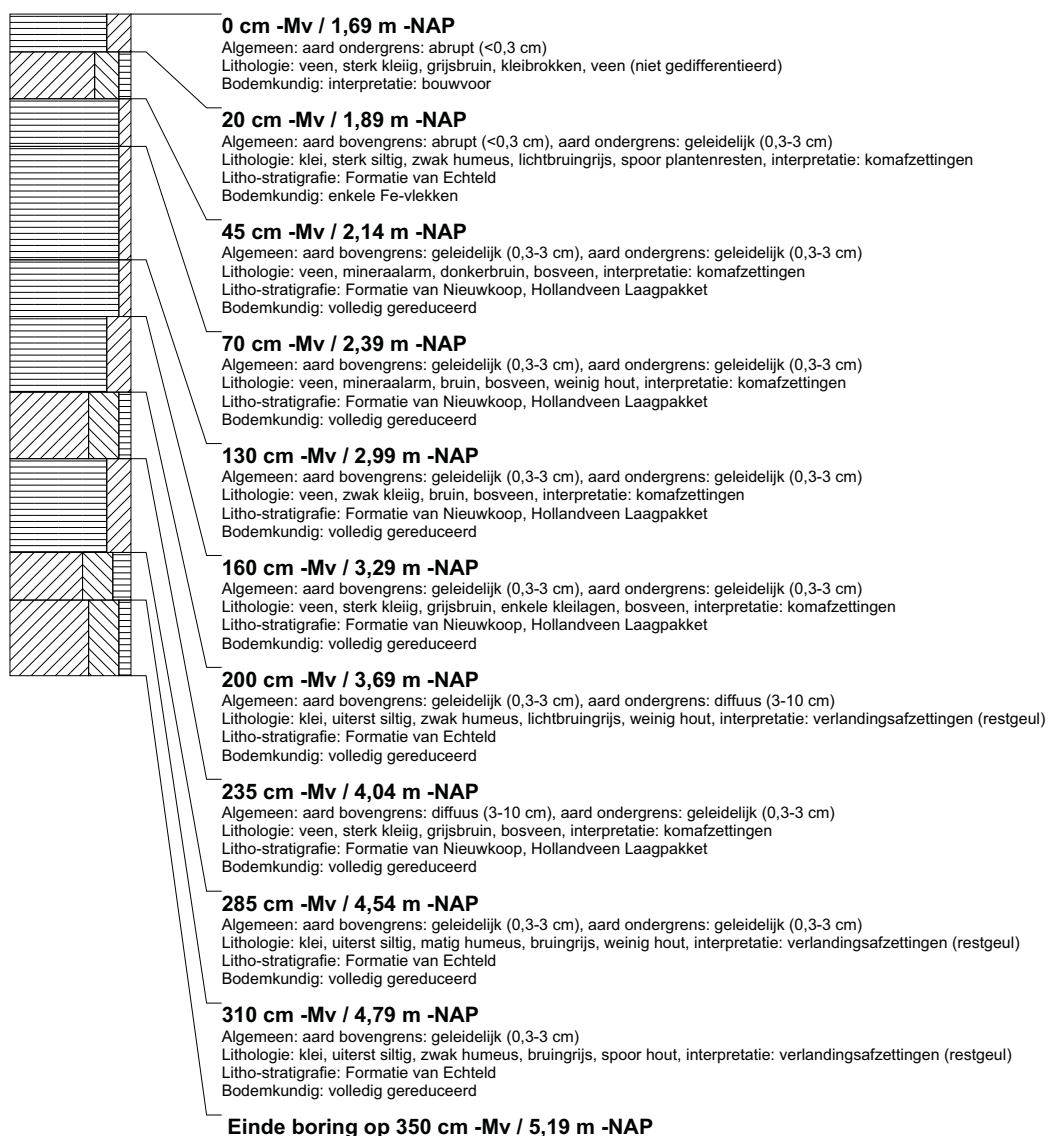 0 cm -Mv / 1,69 m -NAP
Algemeen: aard ondergrens: abrupt (<0,3 cm)
Lithologie: veen, sterk kleiig, grijsbruin, kleibrokken, veen (niet gedifferentieerd)
Bodemkundig: interpretatie: bouwvoor
20 cm -Mv / 1,89 m -NAP
Algemeen: aard bovengrens: abrupt (<0,3 cm), aard ondergrens: geleidelijk (0,3-3 cm)
Lithologie: klei, sterk siltig, zwak humeus, lichtbruingrijs, spoor plantenresten, interpretatie: komafzettingen
Litho-stratigrafie: Formatie van Echteld
Bodemkundig: enkele Fe-vlekken
45 cm -Mv / 2,14 m -NAP
Algemeen: aard bovengrens: geleidelijk (0,3-3 cm), aard ondergrens: geleidelijk (0,3-3 cm)
Lithologie: veen, mineraalarm, donkerbruin, bosveen, interpretatie: komafzettingen
Litho-stratigrafie: Formatie van Nieuwkoop, Hollandveen Laagpakket
Bodemkundig: volledig gereduceerd
70 cm -Mv / 2,39 m -NAP
Algemeen: aard bovengrens: geleidelijk (0,3-3 cm), aard ondergrens: geleidelijk (0,3-3 cm)
Lithologie: veen, mineraalarm, bruin, bosveen, weinig hout, interpretatie: komafzettingen
Litho-stratigrafie: Formatie van Nieuwkoop, Hollandveen Laagpakket
Bodemkundig: volledig gereduceerd
130 cm -Mv / 2,99 m -NAP
Algemeen: aard bovengrens: geleidelijk (0,3-3 cm), aard ondergrens: geleidelijk (0,3-3 cm)
Lithologie: veen, zwak kleiig, bruin, bosveen, interpretatie: komafzettingen
Litho-stratigrafie: Formatie van Nieuwkoop, Hollandveen Laagpakket
Bodemkundig: volledig gereduceerd
160 cm -Mv / 3,29 m -NAP
Algemeen: aard bovengrens: geleidelijk (0,3-3 cm), aard ondergrens: geleidelijk (0,3-3 cm)
Lithologie: veen, sterk kleiig, grijsbruin, enkele kleilagen, bosveen, interpretatie: komafzettingen
Litho-stratigrafie: Formatie van Nieuwkoop, Hollandveen Laagpakket
Bodemkundig: volledig gereduceerd
200 cm -Mv / 3,69 m -NAP
Algemeen: aard bovengrens: geleidelijk (0,3-3 cm), aard ondergrens: diffuus (3-10 cm)
Lithologie: klei, uiterst siltig, zwak humeus, lichtbruingrijs, weinig hout, interpretatie: verlandingsafzettingen (restgeul)
Litho-stratigrafie: Formatie van Echteld
Bodemkundig: volledig gereduceerd
235 cm -Mv / 4,04 m -NAP
Algemeen: aard bovengrens: diffuus (3-10 cm), aard ondergrens: geleidelijk (0,3-3 cm)
Lithologie: veen, sterk kleiig, grijsbruin, bosveen, interpretatie: komafzettingen
Litho-stratigrafie: Formatie van Nieuwkoop, Hollandveen Laagpakket
Bodemkundig: volledig gereduceerd
285 cm -Mv / 4,54 m -NAP
Algemeen: aard bovengrens: geleidelijk (0,3-3 cm), aard ondergrens: geleidelijk (0,3-3 cm)
Lithologie: klei, uiterst siltig, matig humeus, bruingrijs, weinig hout, interpretatie: verlandingsafzettingen (restgeul)
Litho-stratigrafie: Formatie van Echteld
Bodemkundig: volledig gereduceerd
310 cm -Mv / 4,79 m -NAP
Algemeen: aard bovengrens: geleidelijk (0,3-3 cm)
Lithologie: klei, uiterst siltig, zwak humeus, bruingrijs, spoor hout, interpretatie: verlandingsafzettingen (restgeul)
Litho-stratigrafie: Formatie van Echteld
Bodemkundig: volledig gereduceerd
Einde boring op 350 cm -Mv / 5,19 m -NAP